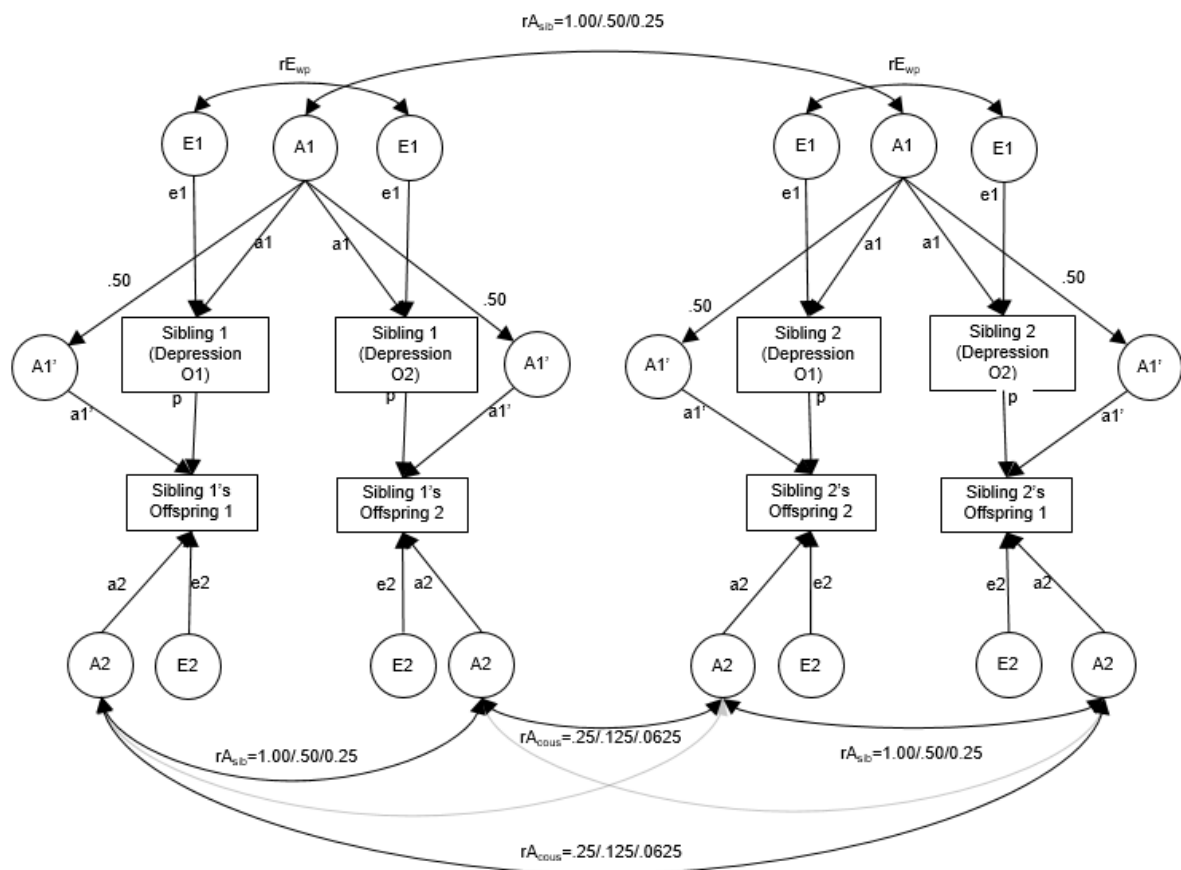 rA_sib=1.00/.50/0.25
rE_wp
rE_wp
E1
A1
E1
E1
A1
E1
e1
e1
e1
e1
a1
a1
a1
a1
.50
.50
.50
.50
Sibling 1
(Depression
O1)
Sibling 1
(Depression
O2)
Sibling 2
(Depression
O1)
Sibling 2
(Depression
O2)
A1'
A1'
A1'
A1'
a1'
p
p
a1'
a1'
p
p
a1'
Sibling 1's
Offspring 1
Sibling 1's
Offspring 2
Sibling 2's
Offspring 2
Sibling 2's
Offspring 1
a2
e2
e2
a2
a2
e2
e2
a2
A2
E2
E2
A2
A2
E2
E2
A2
rA_sib=1.00/.50/0.25
rA_cous=.25/.125/.0625
rA_sib=1.00/.50/0.25
rA_cous=.25/.125/.0625